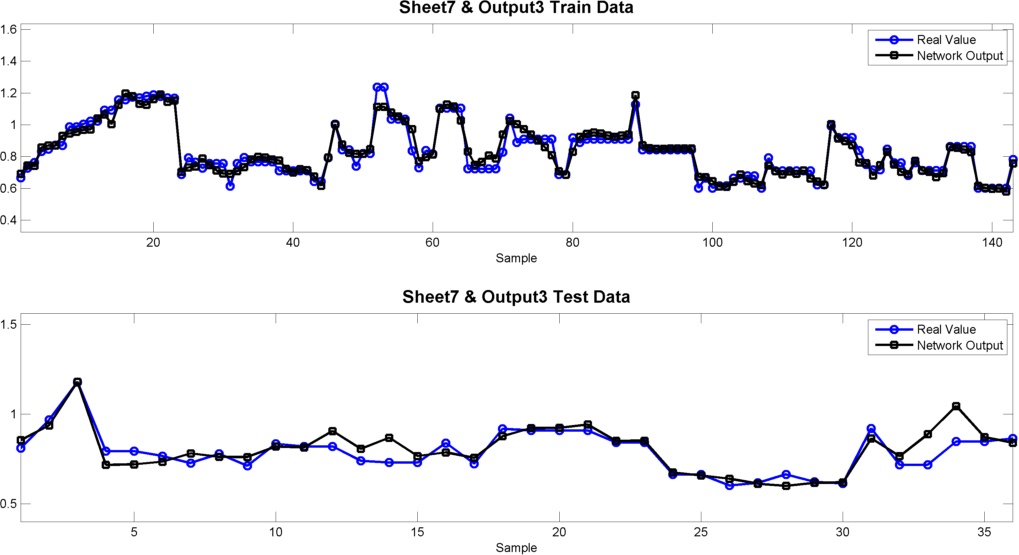 Sheet7 & Output3 Train Data
1.6
1.4
1.2
1
0.8
0.6
0.4
Real Value
Network Output
20 40 60 80 100 120 140
Sample
Sheet7 & Output3 Test Data
1.5
1
0.5
Real Value
Network Output
5 10 15 20 25 30 35
Sample